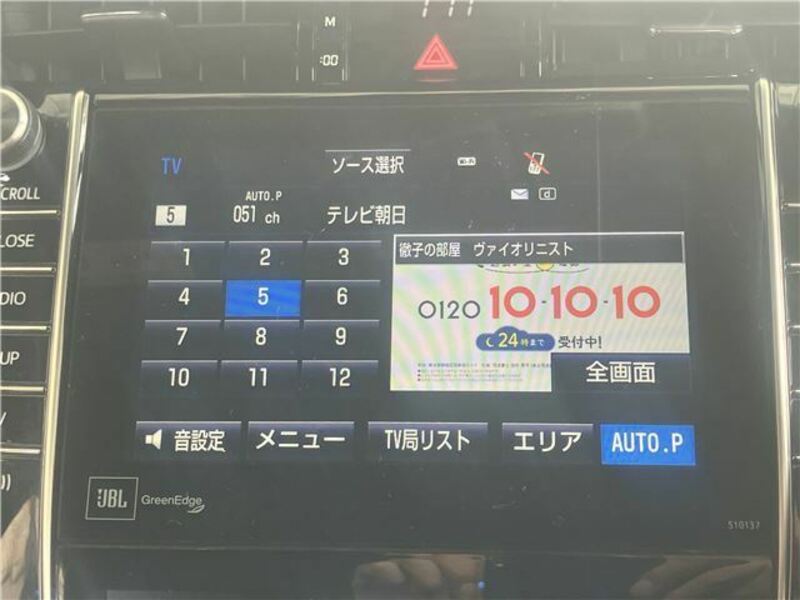 M
:00
TV
ソース選択
Wi-Fi
SCROLL
AUTO.P
5
051 ch
テレビ朝日
d
LOSE
徹子の部屋 ヴァイオリニスト
1 2 3
4 5 6
0120 10-10-10
DIO
24時まで 受付中!
7 8 9
UP
全画面
10 11 12
音設定
メニュー
TV局リスト
エリア
AUTO.P
JBL GreenEdge
510137